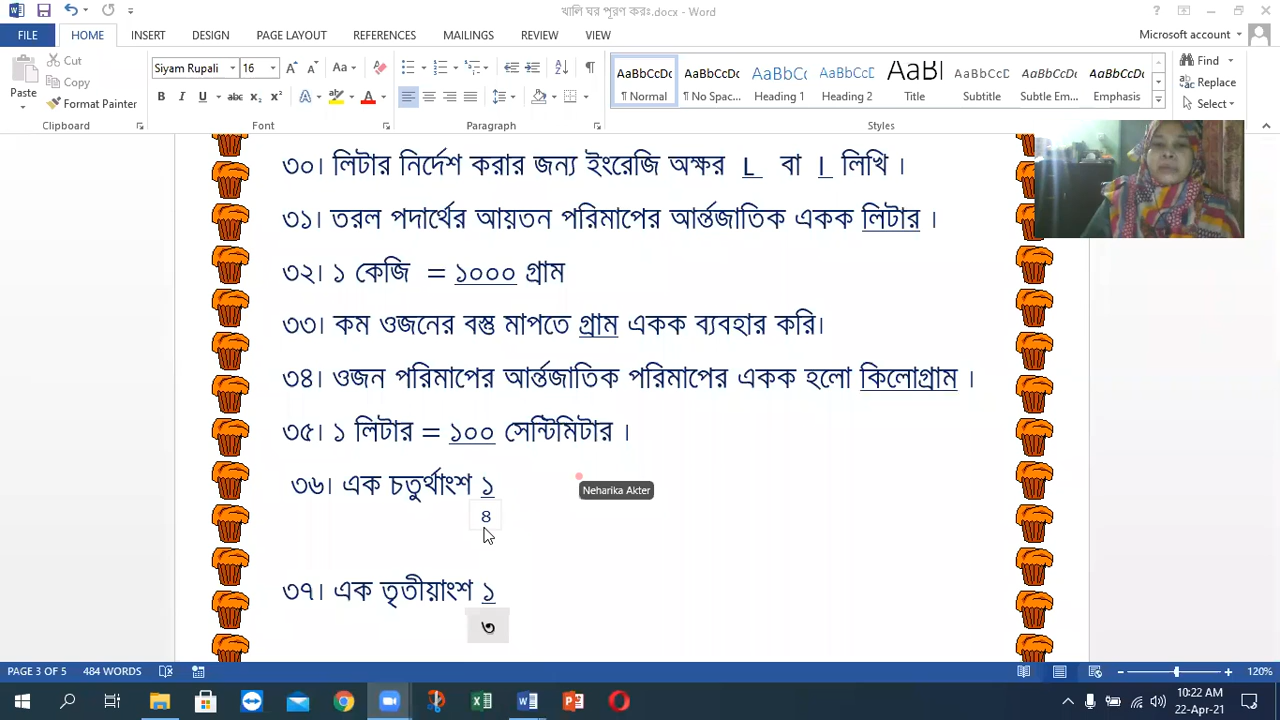 খালি ঘর পূরণ করঃ.docx - Word
FILE HOME INSERT DESIGN PAGE LAYOUT REFERENCES MAILINGS REVIEW VIEW Microsoft account
Cut
Copy
Format Painter
Paste
Siyam Rupali 16
AaBbCcDc AaBbCcDc AaBbCc AaBbCcC AaBl AaBbCcC AaBbCcDc AaBbCcDc
¶ Normal ¶ No Spac... Heading 1 Heading 2 Title Subtitle Subtle Em... Emphasis
Find
Replace
Select
Clipboard Font Paragraph Styles
৩০। লিটার নির্দেশ করার জন্য ইংরেজি অক্ষর L বা l লিখি ।
৩১। তরল পদার্থের আয়তন পরিমাপের আর্ন্তজাতিক একক লিটার ।
৩২। ১ কেজি = ১০০০ গ্রাম
৩৩। কম ওজনের বস্তু মাপতে গ্রাম একক ব্যবহার করি।
৩৪। ওজন পরিমাপের আর্ন্তজাতিক পরিমাপের একক হলো কিলোগ্রাম ।
৩৫। ১ লিটার = ১০০ সেন্টিমিটার ।
৩৬। এক চতুর্থাংশ ১
৪
Neharika Akter
৩৭। এক তৃতীয়াংশ ১
৩
PAGE 3 OF 5 484 WORDS 120%
10:22 AM
22-Apr-21